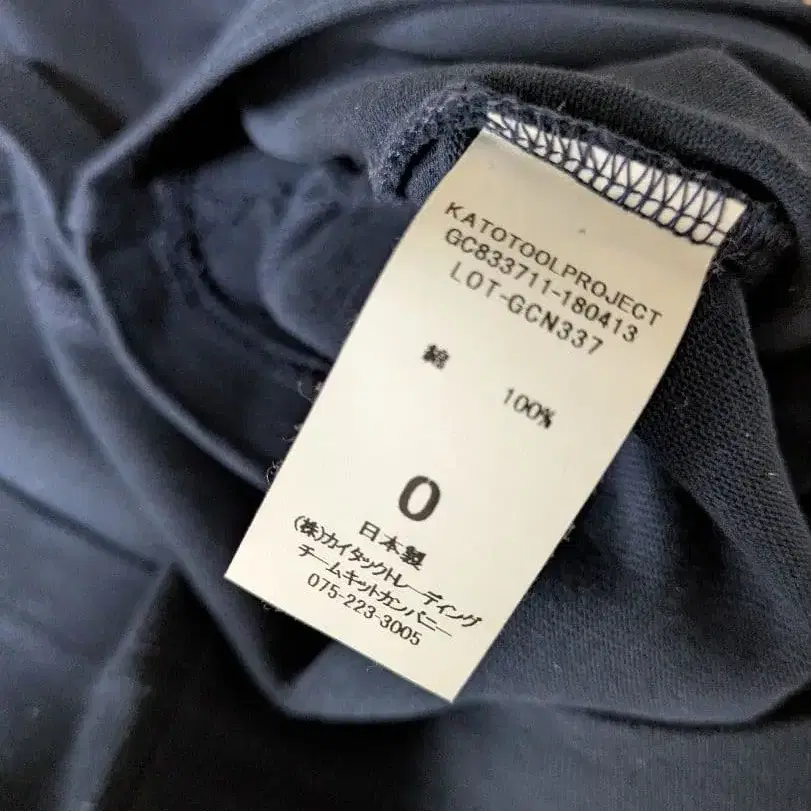 KATOTOOLPROJECT
GC833711-180413
LOT-GCN337
綿 100%
0
日本製
(株)カイタックトレーディング
チームキットカンパニー
075-223-3005